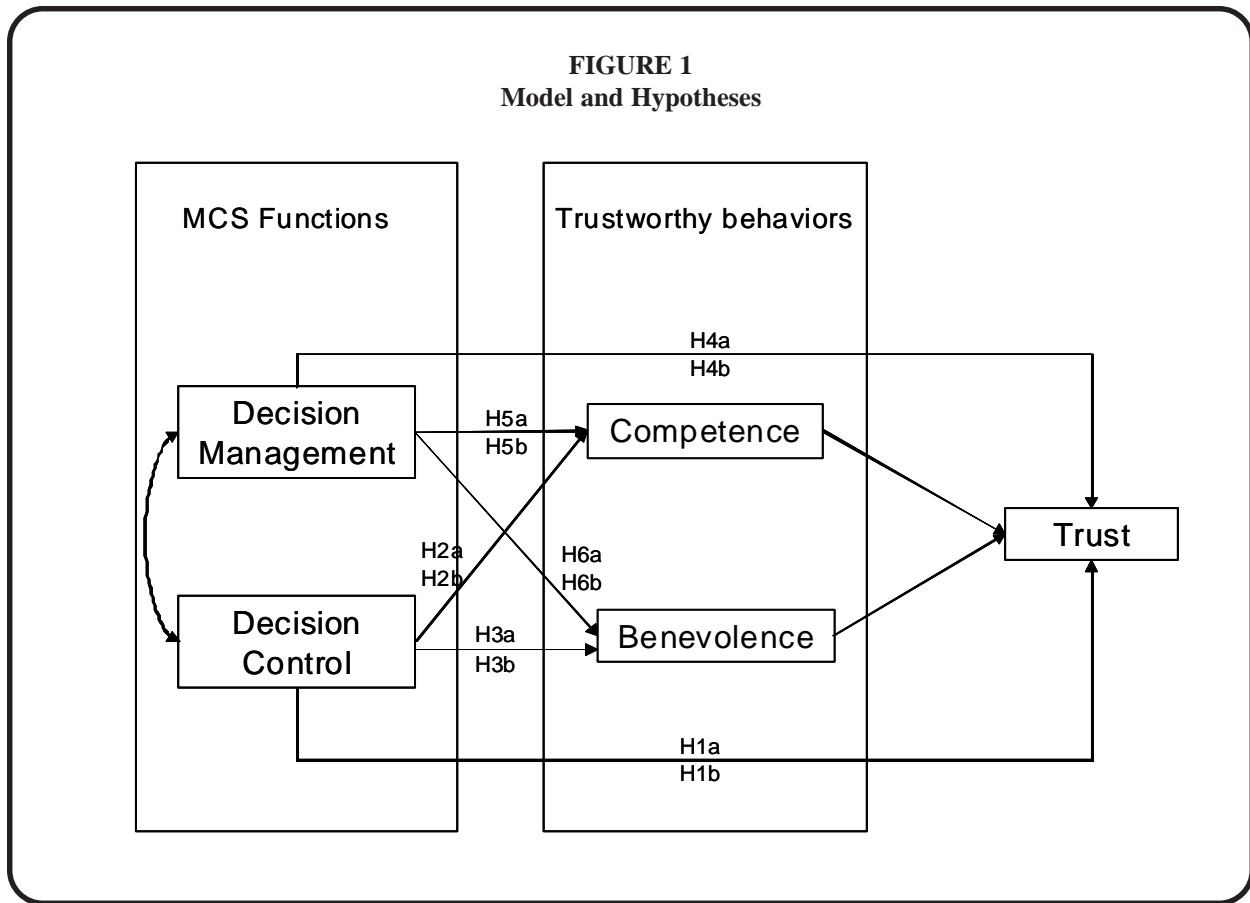 FIGURE 1
Model and Hypotheses
MCS Functions
Trustworthy behaviors
H4a
H4b
Decision
Management
H5a
H5b
Competence
H2a
H2b
H6a
H6b
Trust
Decision
Control
H3a
H3b
Benevolence
H1a
H1b